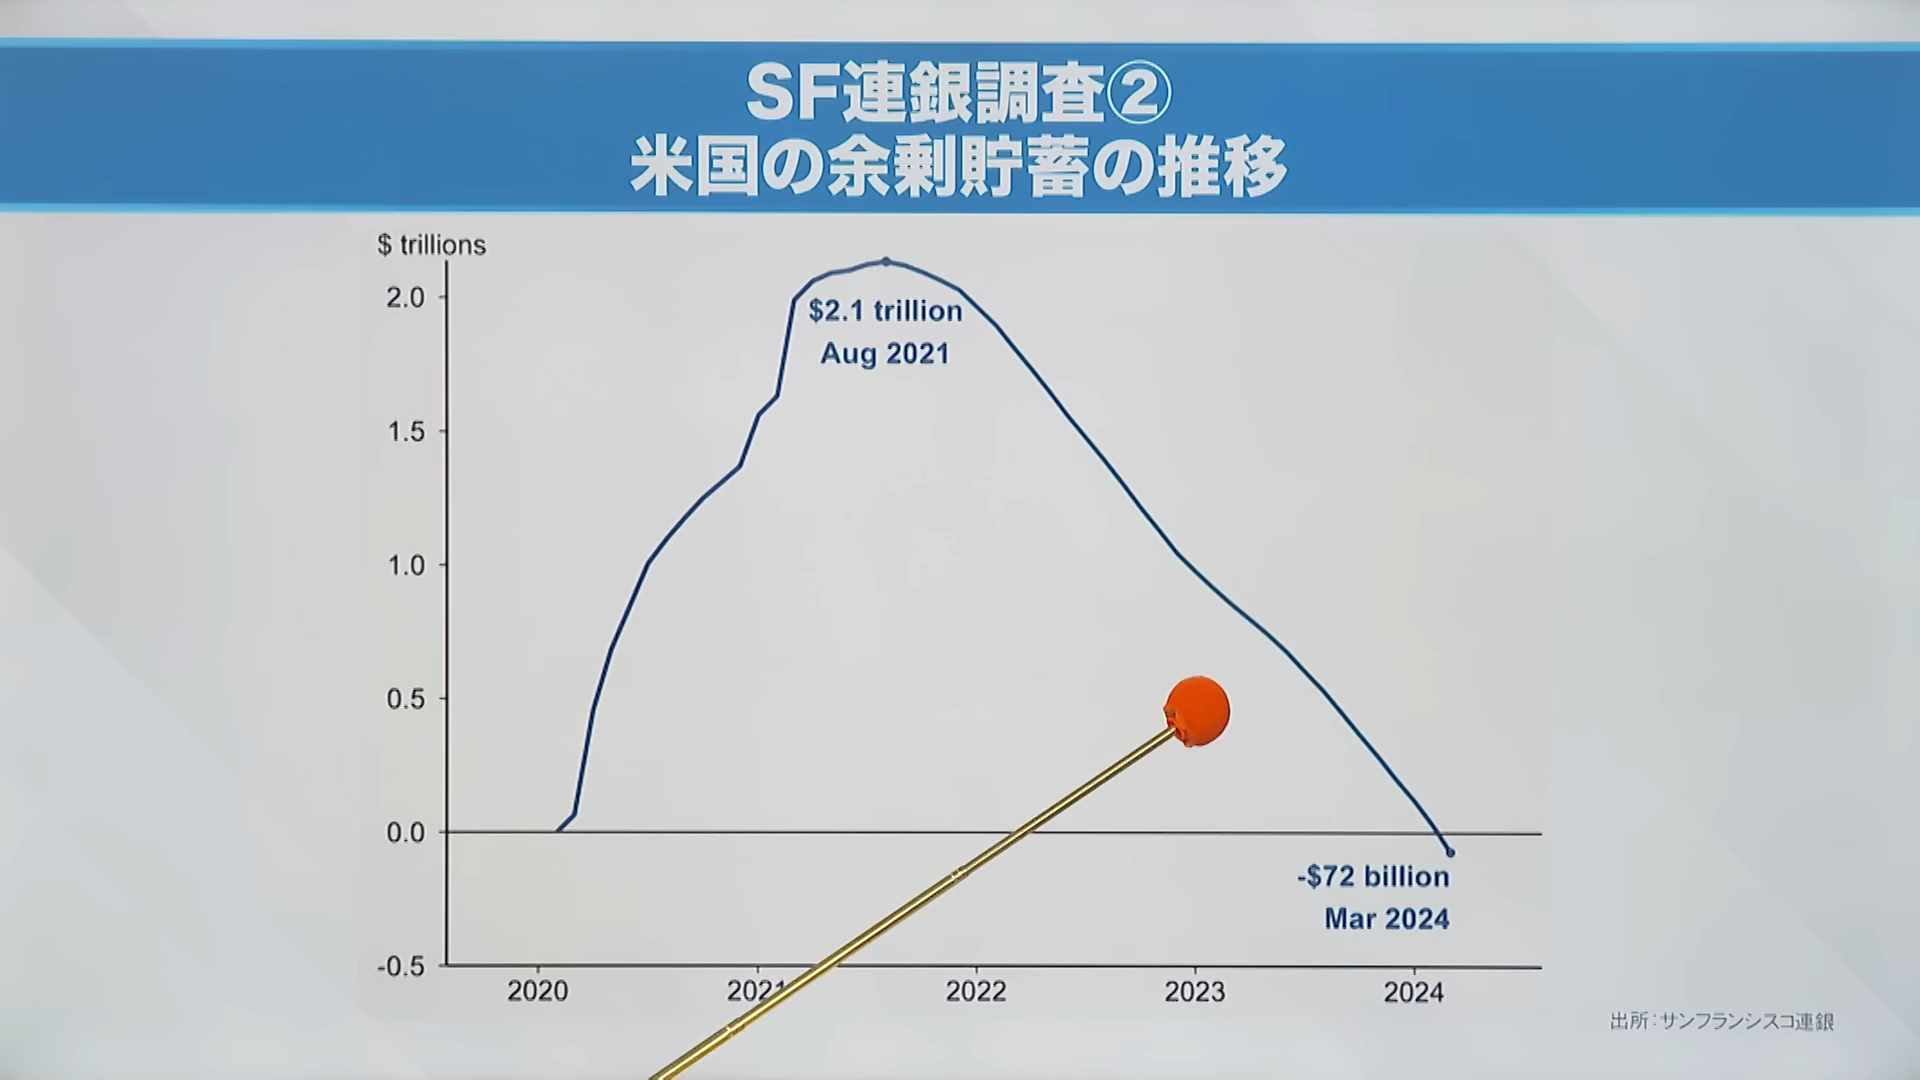 SF連銀調査②
米国の余剰貯蓄の推移
$ trillions
2.0
1.5
1.0
0.5
0.0
-0.5
$2.1 trillion
Aug 2021
-$72 billion
Mar 2024
2020
2021
2022
2023
2024
出所:サンフランシスコ連銀